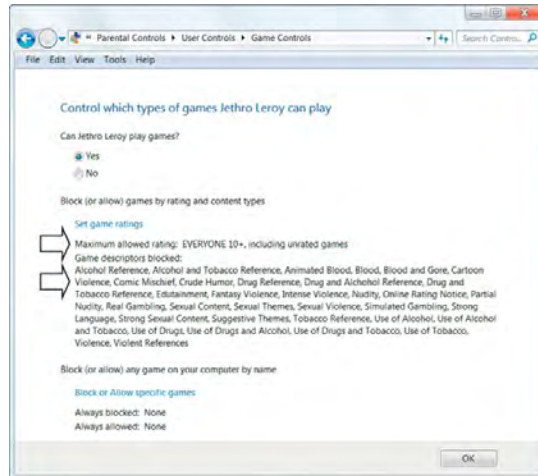 Parental Controls User Controls Game Controls
Search Contro...
File Edit View Tools Help
Control which types of games Jethro Leroy can play
Can Jethro Leroy play games?
Yes
No
Block (or allow) games by rating and content types
Set game ratings
Maximum allowed rating: EVERYONE 10+, including unrated games
Game descriptors blocked:
Alcohol Reference, Alcohol and Tobacco Reference, Animated Blood, Blood, Blood and Gore, Cartoon
Violence, Comic Mischief, Crude Humor, Drug Reference, Drug and Alchohol Reference, Drug and
Tobacco Reference, Edutainment, Fantasy Violence, Intense Violence, Nudity, Online Rating Notice, Partial
Nudity, Real Gambling, Sexual Content, Sexual Themes, Sexual Violence, Simulated Gambling, Strong
Language, Strong Sexual Content, Suggestive Themes, Tobacco Reference, Use of Alcohol, Use of Alcohol
and Tobacco, Use of Drugs, Use of Drugs and Alcohol, Use of Drugs and Tobacco, Use of Tobacco,
Violence, Violent References
Block (or allow) any game on your computer by name
Block or Allow specific games
Always blocked: None
Always allowed: None
OK